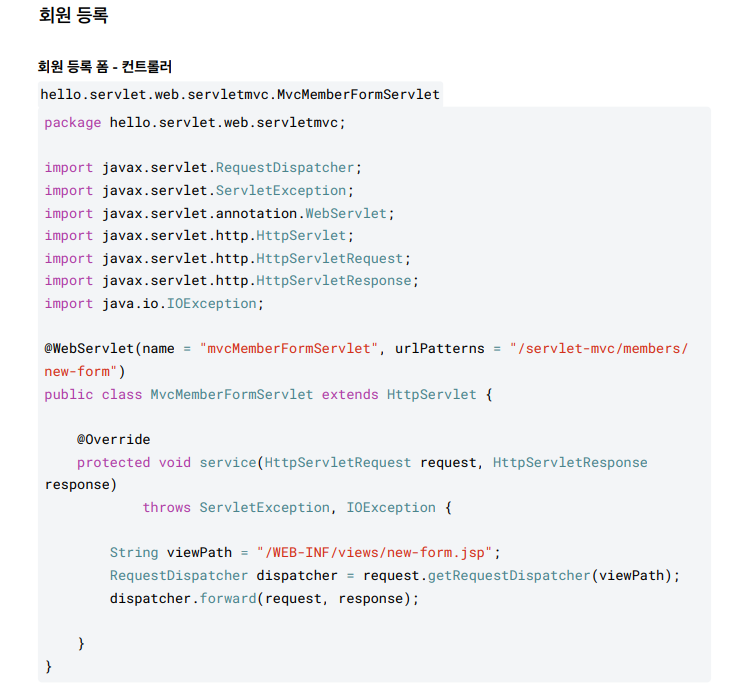 회원 등록
회원 등록 폼 - 컨트롤러
hello.servlet.web.servletmvc.MvcMemberFormServlet
package hello.servlet.web.servletmvc;
import javax.servlet.RequestDispatcher;
import javax.servlet.ServletException;
import javax.servlet.annotation.WebServlet;
import javax.servlet.http.HttpServlet;
import javax.servlet.http.HttpServletRequest;
import javax.servlet.http.HttpServletResponse;
import java.io.IOException;
@WebServlet(name = "mvcMemberFormServlet", urlPatterns = "/servlet-mvc/members/
new-form")
public class MvcMemberFormServlet extends HttpServlet {
    @Override
    protected void service(HttpServletRequest request, HttpServletResponse
response)
            throws ServletException, IOException {
        String viewPath = "/WEB-INF/views/new-form.jsp";
        RequestDispatcher dispatcher = request.getRequestDispatcher(viewPath);
        dispatcher.forward(request, response);
    }
}